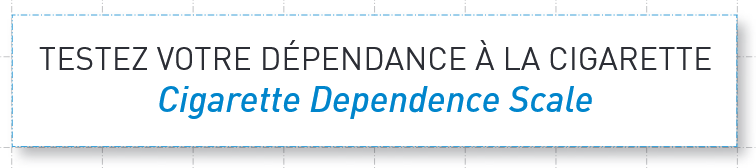 TESTEZ VOTRE DÉPENDANCE À LA CIGARETTE
Cigarette Dependence Scale